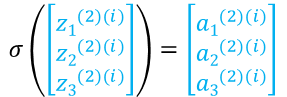 σ([z₁⁽²⁾⁽ⁱ⁾
z₂⁽²⁾⁽ⁱ⁾
z₃⁽²⁾⁽ⁱ⁾]) = [a₁⁽²⁾⁽ⁱ⁾
a₂⁽²⁾⁽ⁱ⁾
a₃⁽²⁾⁽ⁱ⁾]